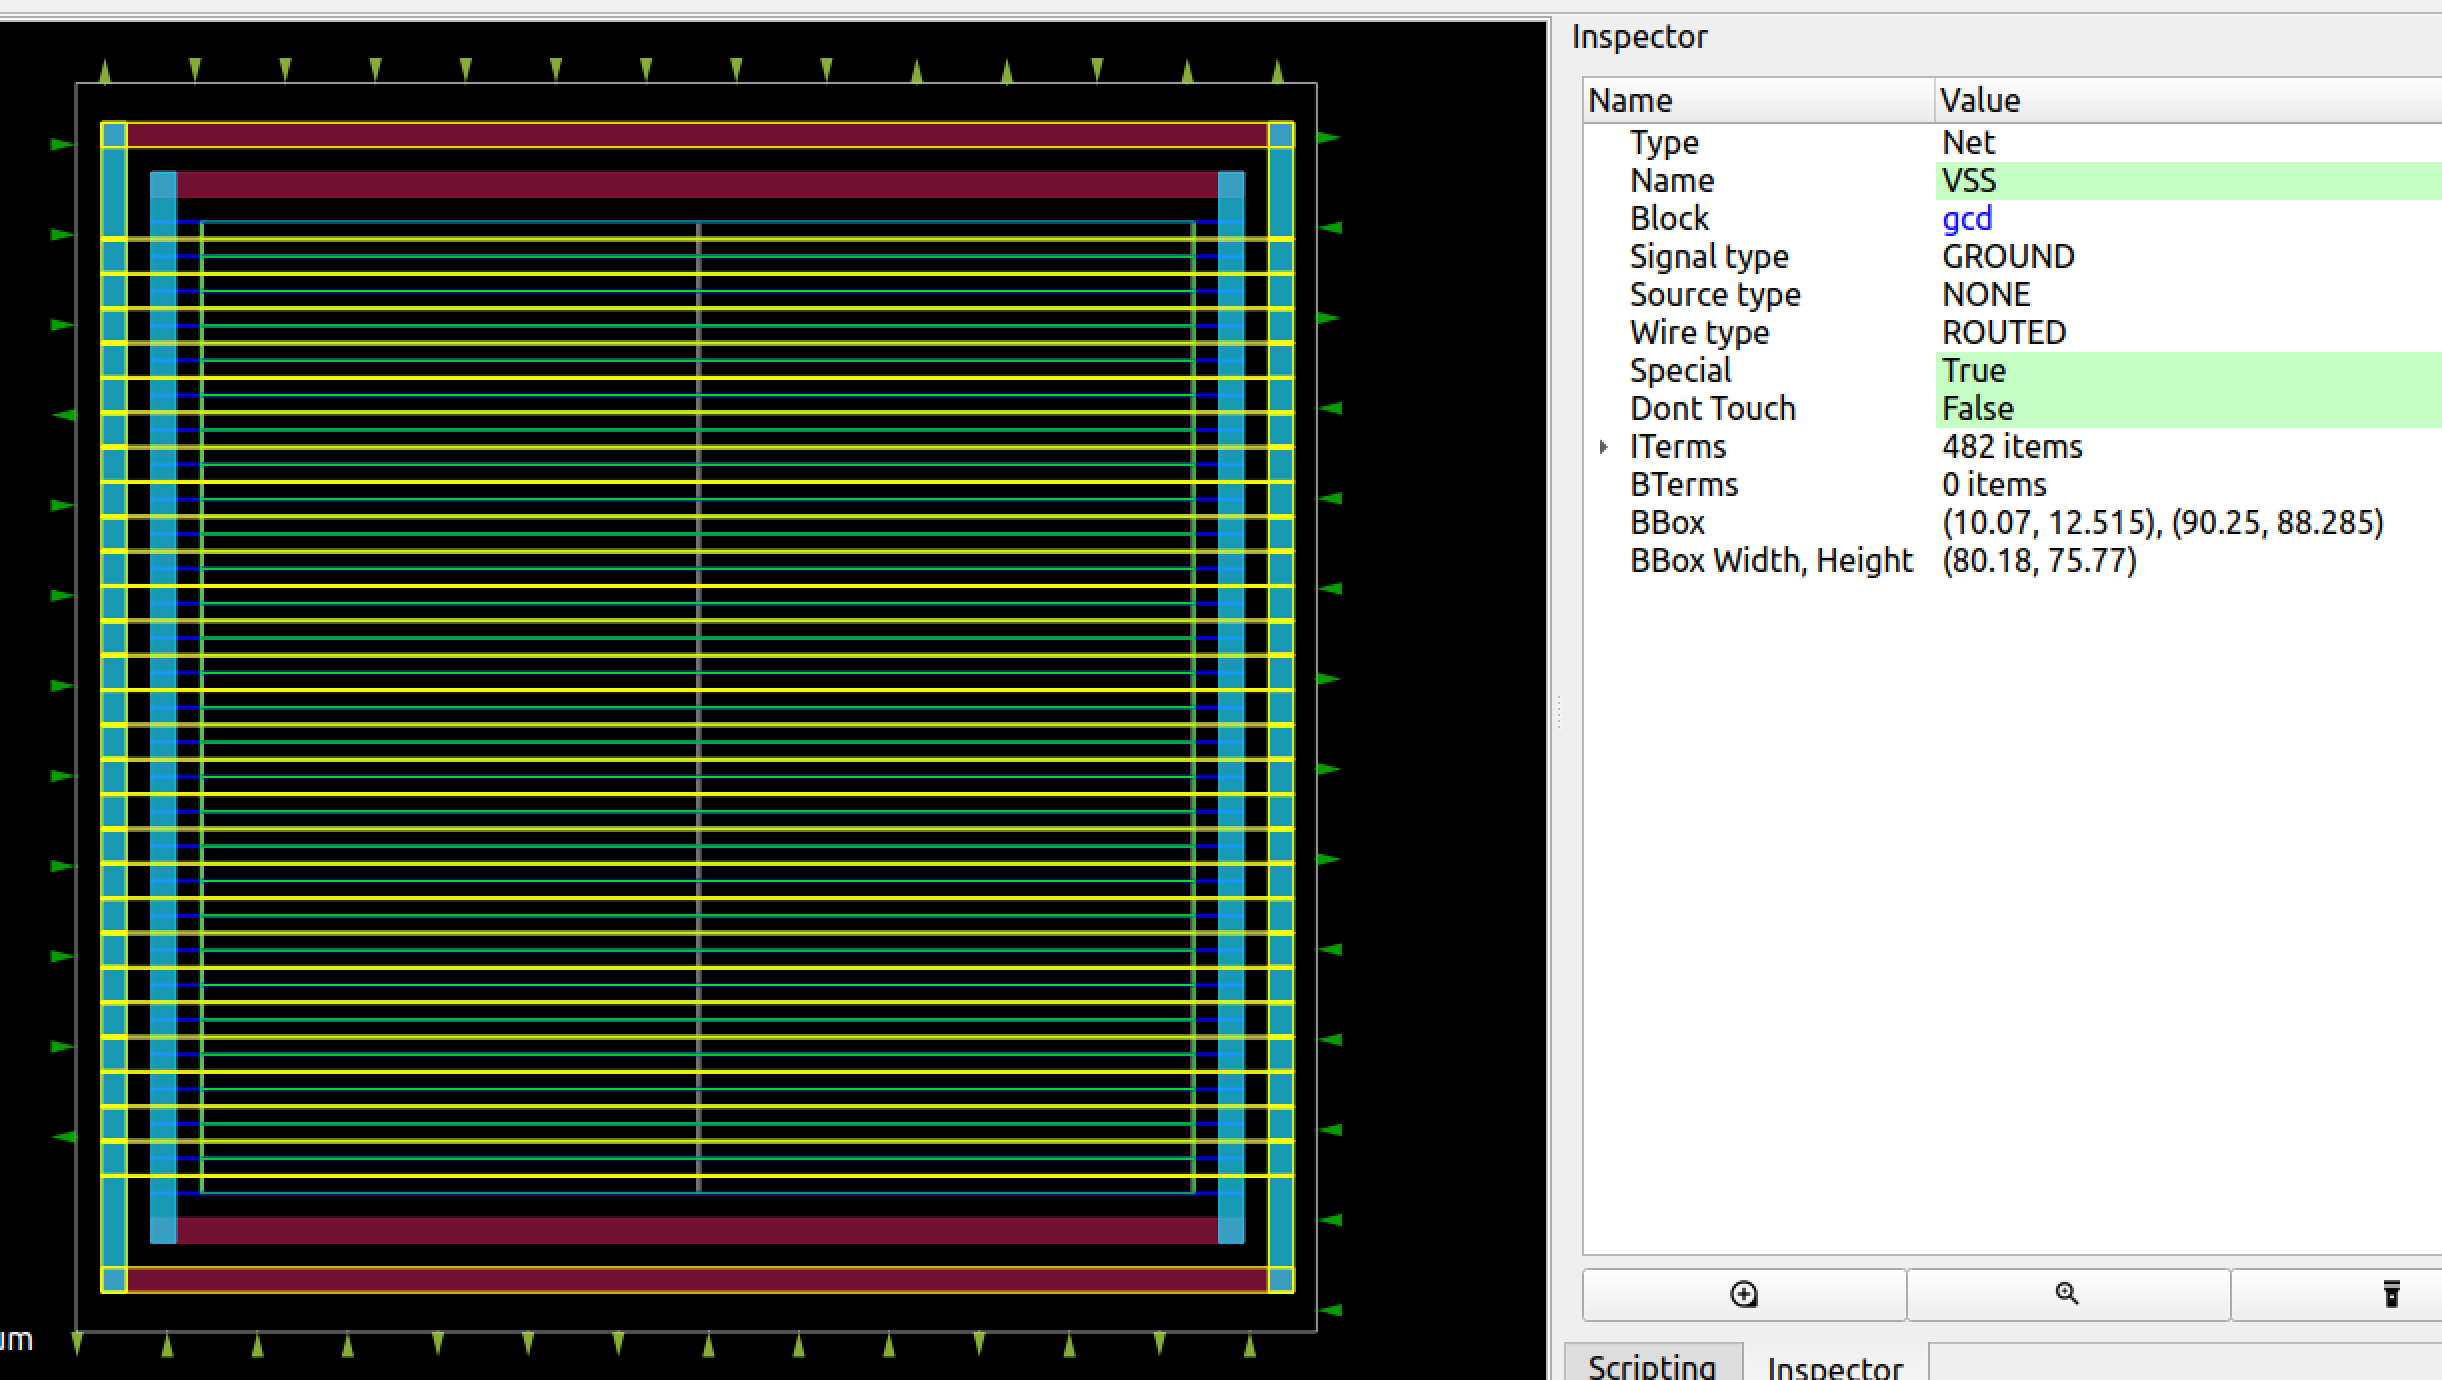 Inspector
Name Value
Type Net
Name VSS
Block gcd
Signal type GROUND
Source type NONE
Wire type ROUTED
Special True
Dont Touch False
ITerms 482 items
BTerms 0 items
BBox (10.07, 12.515), (90.25, 88.285)
BBox Width, Height (80.18, 75.77)
um
Scripting Inspector